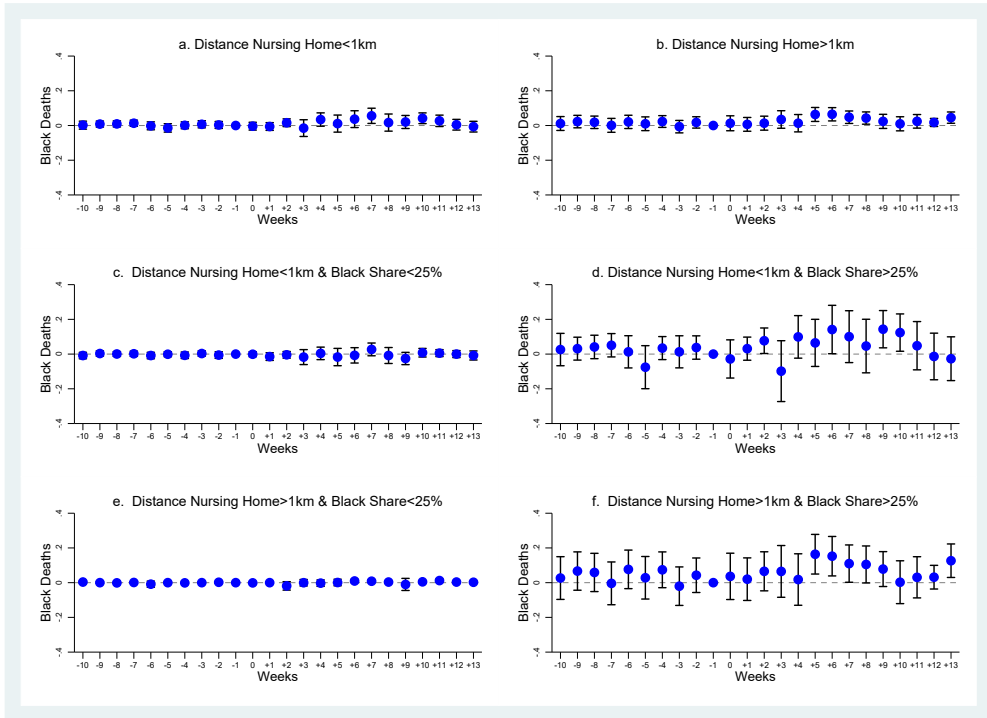 a. Distance Nursing Home<1km
Black Deaths
.4
.2
0
-.2
-.4
-10 -9 -8 -7 -6 -5 -4 -3 -2 -1 0 +1 +2 +3 +4 +5 +6 +7 +8 +9 +10 +11 +12 +13
Weeks
b. Distance Nursing Home>1km
Black Deaths
.4
.2
0
-.2
-.4
-10 -9 -8 -7 -6 -5 -4 -3 -2 -1 0 +1 +2 +3 +4 +5 +6 +7 +8 +9 +10 +11 +12 +13
Weeks
c. Distance Nursing Home<1km & Black Share<25%
Black Deaths
.4
.2
0
-.2
-.4
-10 -9 -8 -7 -6 -5 -4 -3 -2 -1 0 +1 +2 +3 +4 +5 +6 +7 +8 +9 +10 +11 +12 +13
Weeks
d. Distance Nursing Home<1km & Black Share>25%
Black Deaths
.4
.2
0
-.2
-.4
-10 -9 -8 -7 -6 -5 -4 -3 -2 -1 0 +1 +2 +3 +4 +5 +6 +7 +8 +9 +10 +11 +12 +13
Weeks
e. Distance Nursing Home>1km & Black Share<25%
Black Deaths
.4
.2
0
-.2
-.4
-10 -9 -8 -7 -6 -5 -4 -3 -2 -1 0 +1 +2 +3 +4 +5 +6 +7 +8 +9 +10 +11 +12 +13
Weeks
f. Distance Nursing Home>1km & Black Share>25%
Black Deaths
.4
.2
0
-.2
-.4
-10 -9 -8 -7 -6 -5 -4 -3 -2 -1 0 +1 +2 +3 +4 +5 +6 +7 +8 +9 +10 +11 +12 +13
Weeks